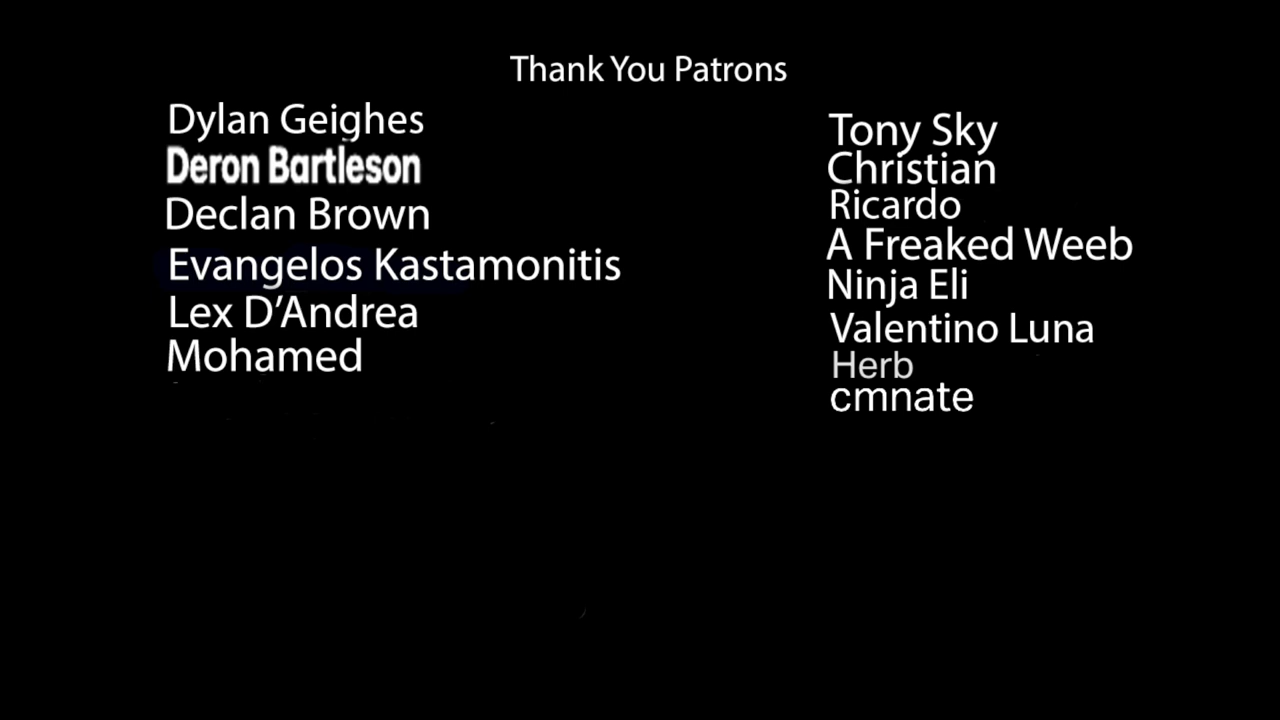 Thank You Patrons
Dylan Geighes
Deron Bartleson
Declan Brown
Evangelos Kastamonitis
Lex D’Andrea
Mohamed
Tony Sky
Christian
Ricardo
A Freaked Weeb
Ninja Eli
Valentino Luna
Herb
cmnate